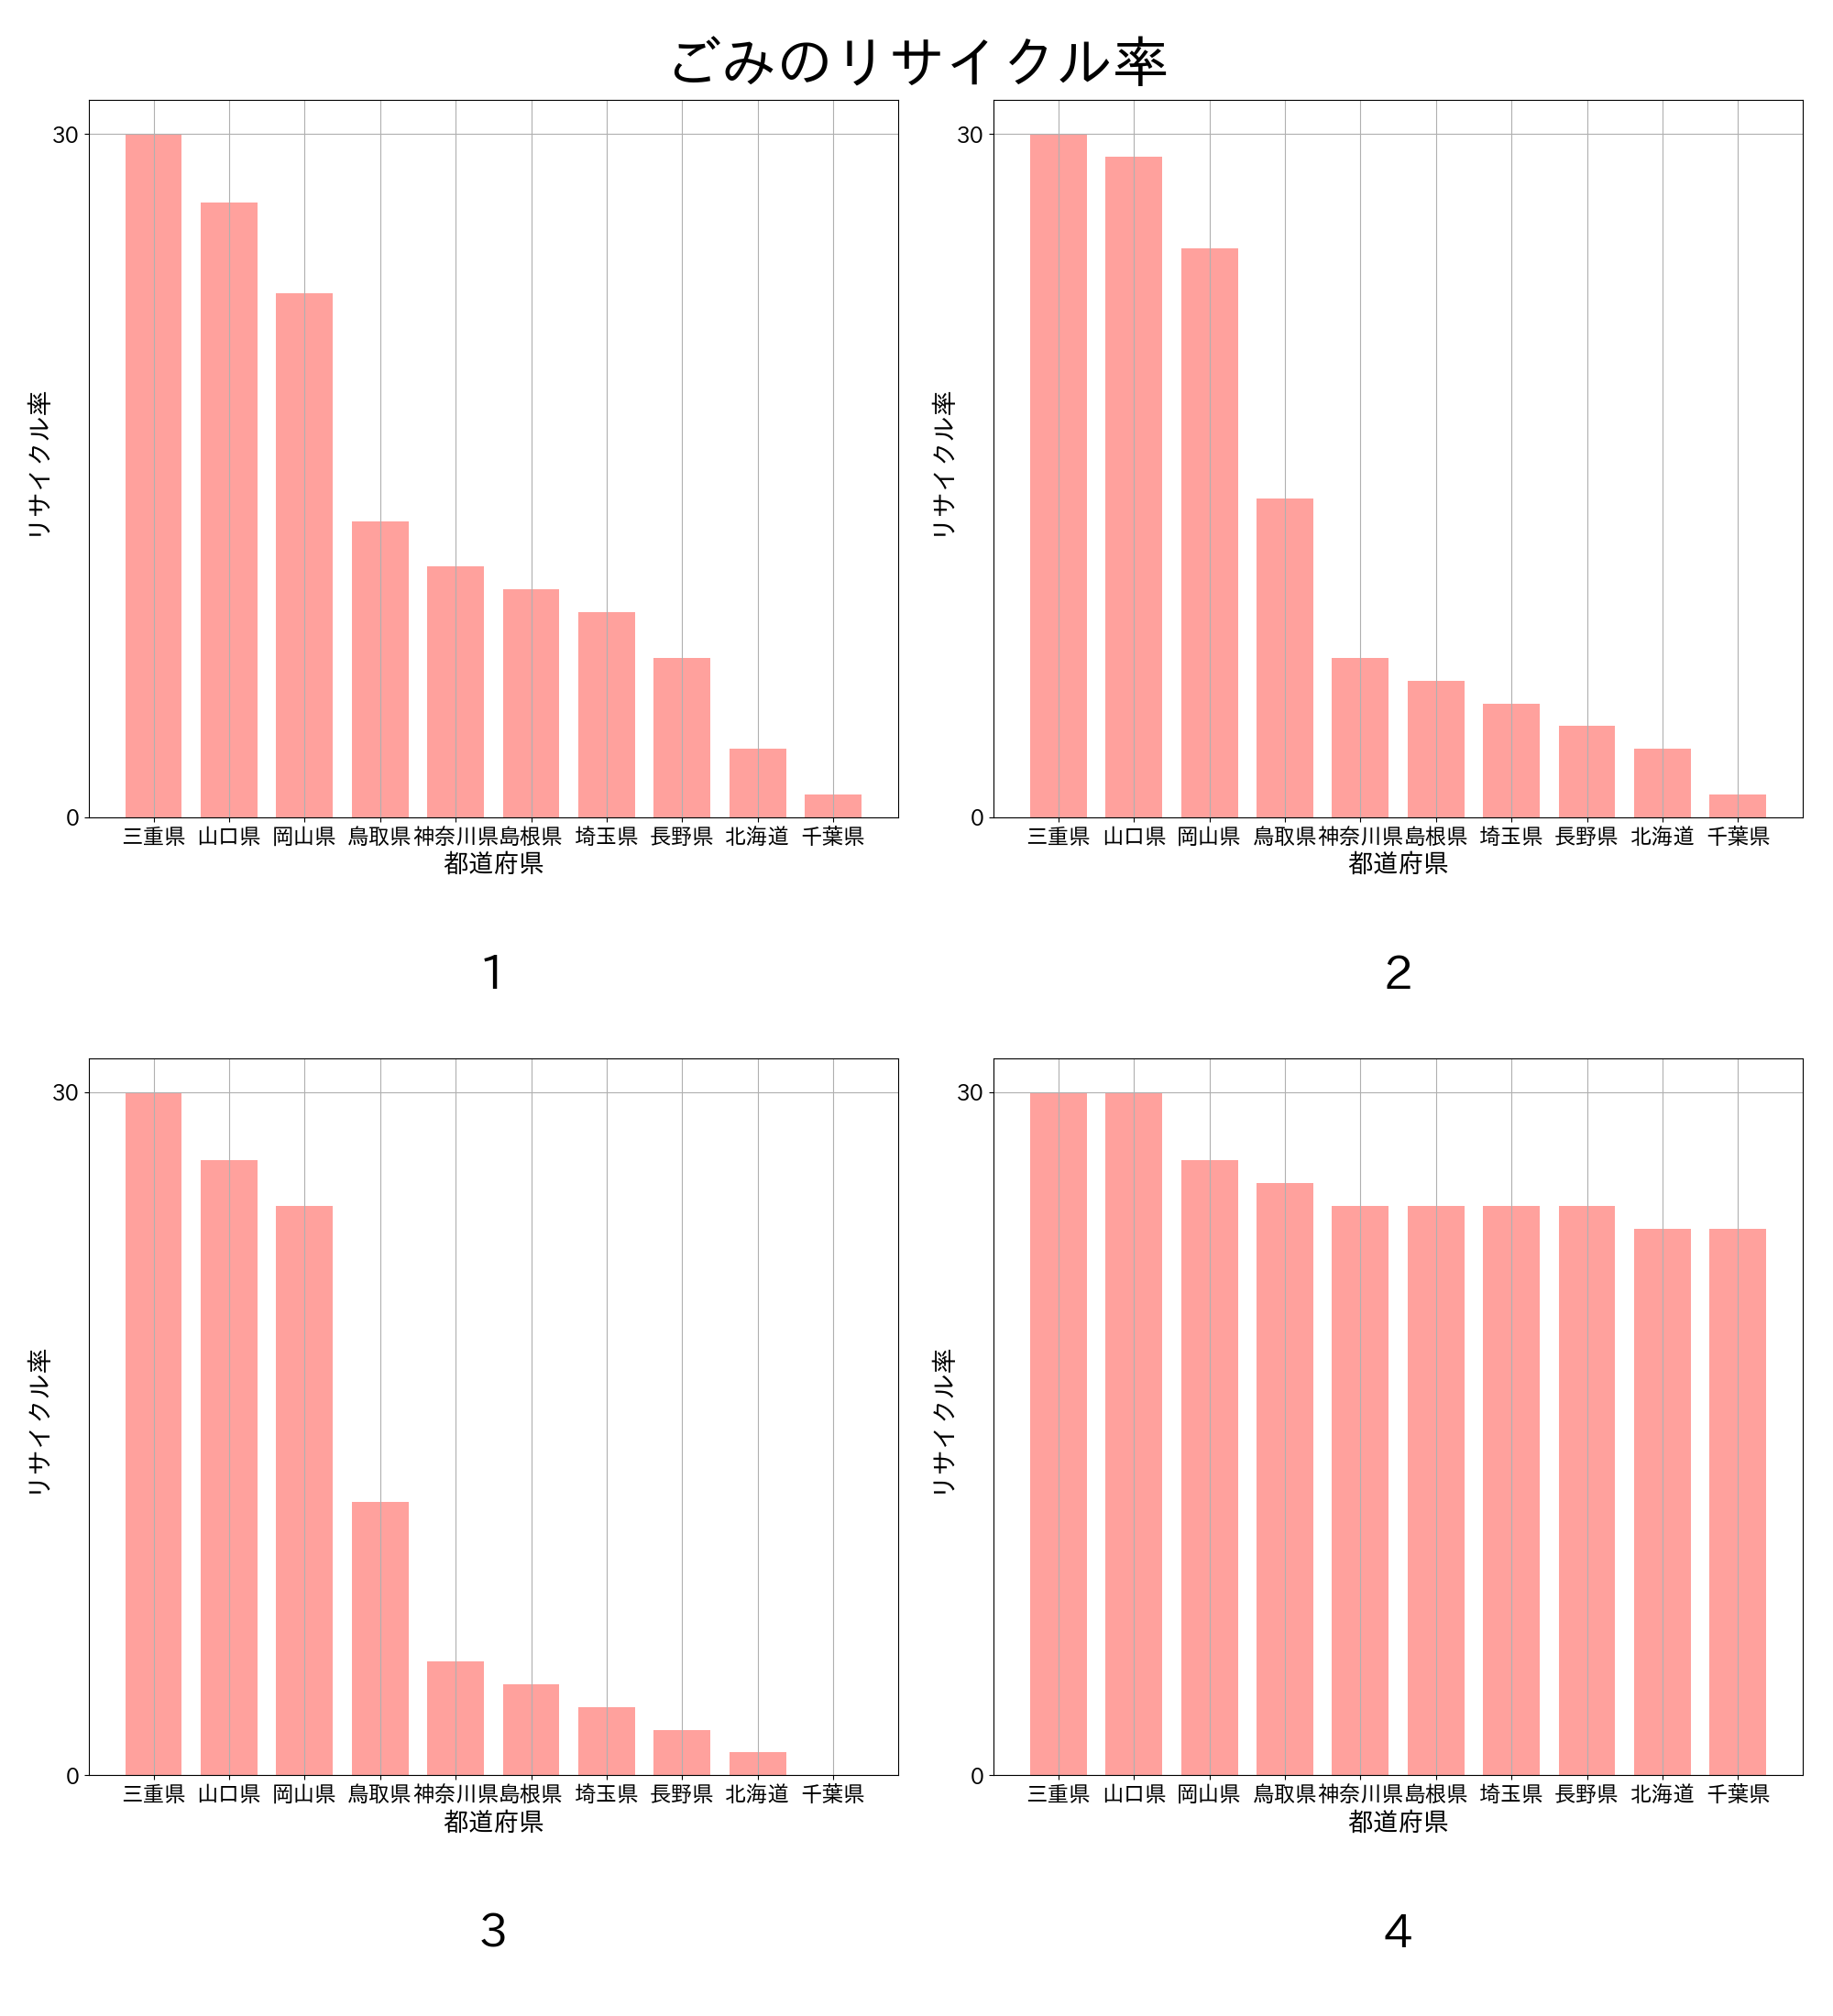 ごみのリサイクル率
30
0
リサイクル率
三重県 山口県 岡山県 鳥取県 神奈川県 島根県 埼玉県 長野県 北海道 千葉県
都道府県
1
30
0
リサイクル率
三重県 山口県 岡山県 鳥取県 神奈川県 島根県 埼玉県 長野県 北海道 千葉県
都道府県
2
30
0
リサイクル率
三重県 山口県 岡山県 鳥取県 神奈川県 島根県 埼玉県 長野県 北海道 千葉県
都道府県
3
30
0
リサイクル率
三重県 山口県 岡山県 鳥取県 神奈川県 島根県 埼玉県 長野県 北海道 千葉県
都道府県
4